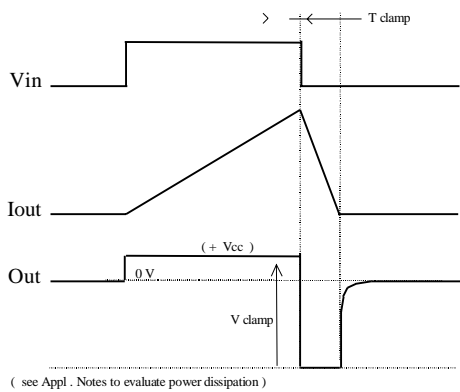 T clamp
Vin
Iout
( + Vcc )
Out
0 V
V clamp
( see Appl . Notes to evaluate power dissipation )